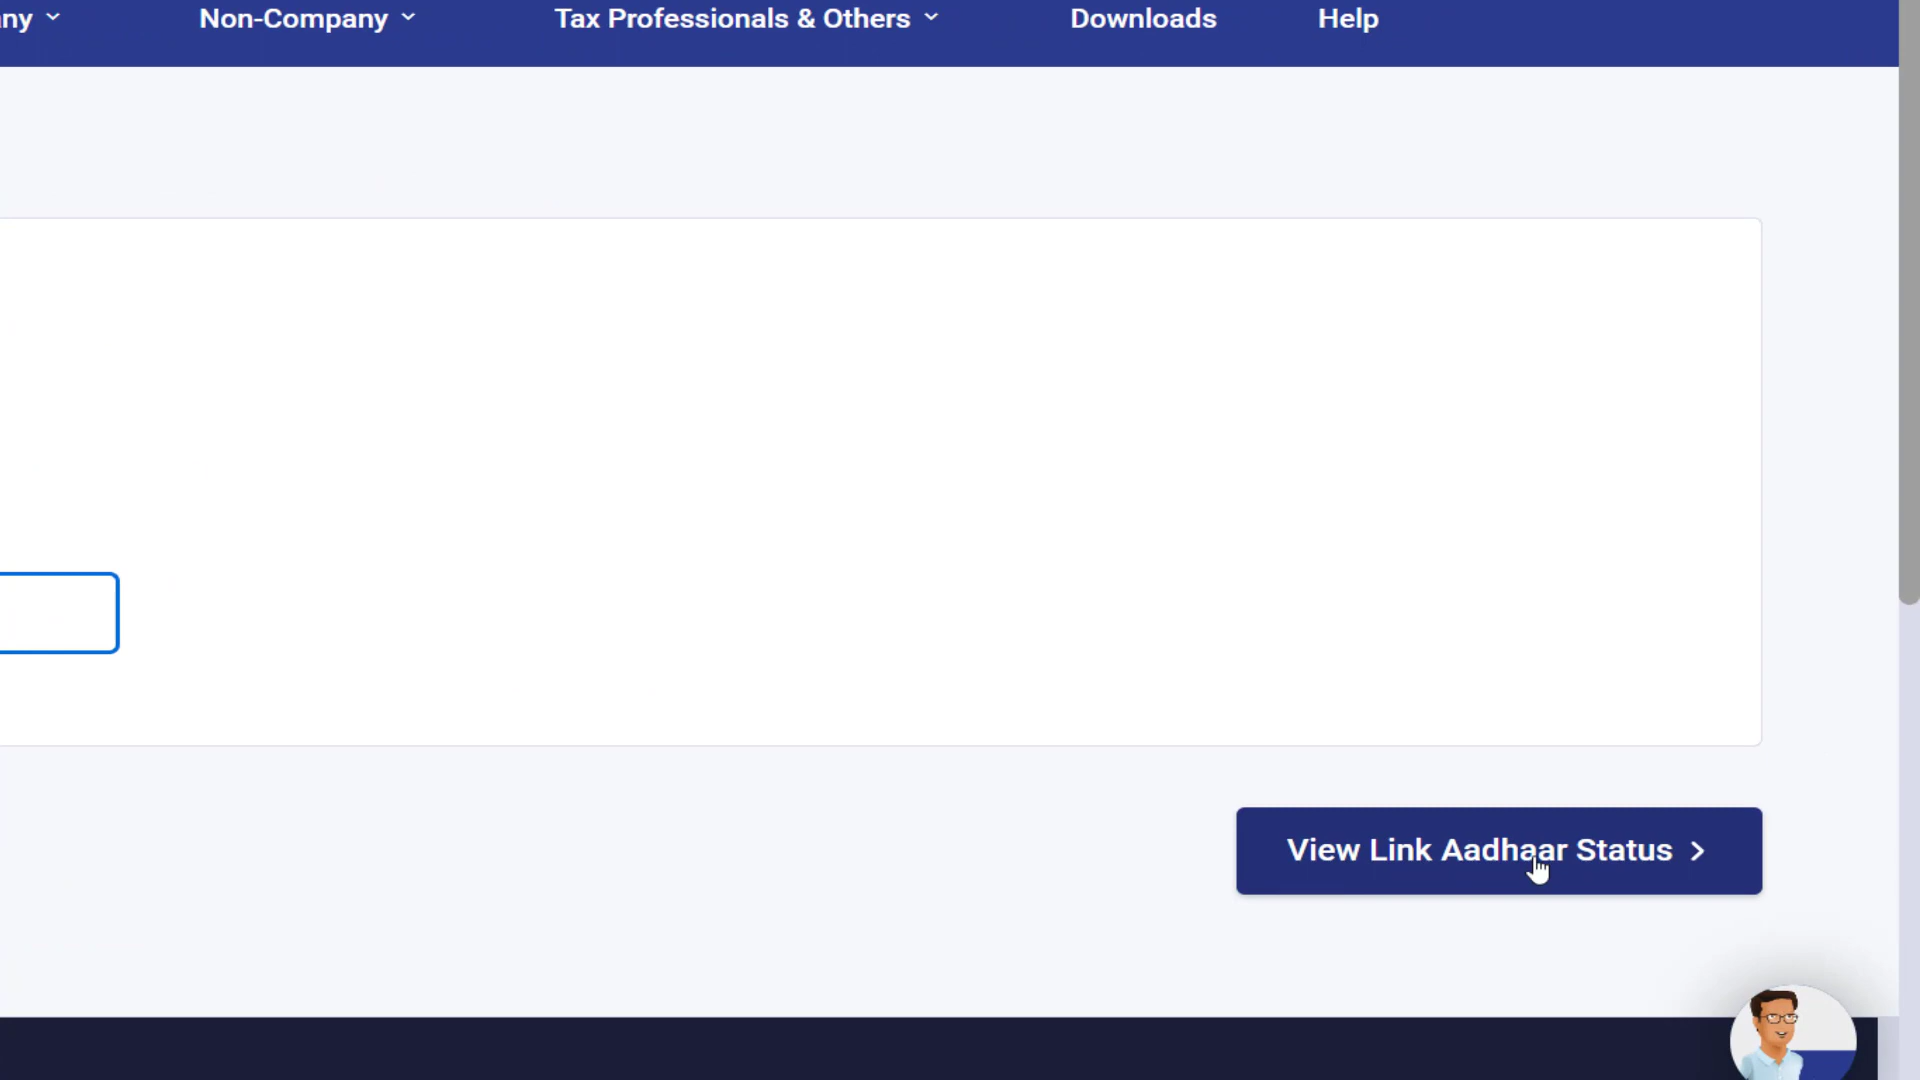 ny
Non-Company
Tax Professionals & Others
Downloads
Help
View Link Aadhaar Status